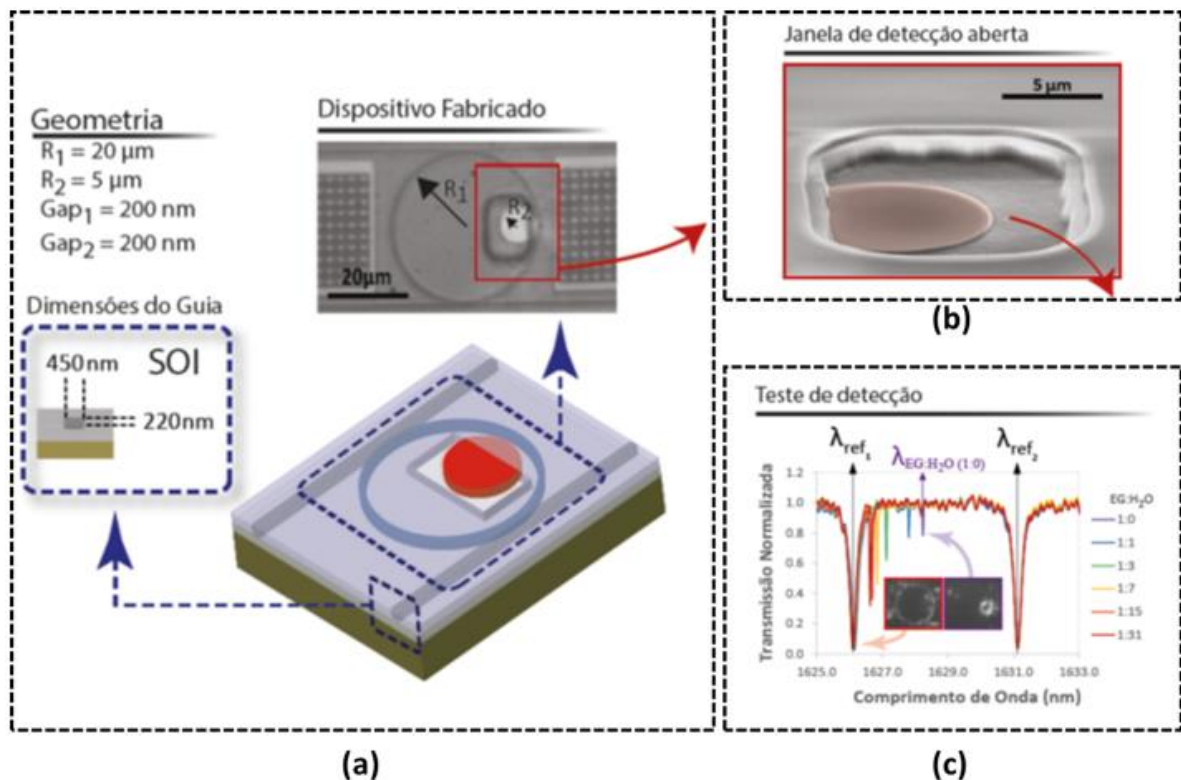 Geometria
R1 = 20 µm
R2 = 5 µm
Gap1 = 200 nm
Gap2 = 200 nm
Dispositivo Fabricado
R1
R2
20µm
Dimensões do Guia
450nm
SOI
220nm
(a)
Janela de detecção aberta
5 µm
(b)
Teste de detecção
λref1
λEG:H2O (1:0)
λref2
Transmissão Normalizada
1.2
1.0
0.8
0.6
0.4
0.2
0.0
1625.0 1627.0 1629.0 1631.0 1633.0
Comprimento de Onda (nm)
EG:H2O
1:0
1:1
1:3
1:7
1:15
1:31
(c)